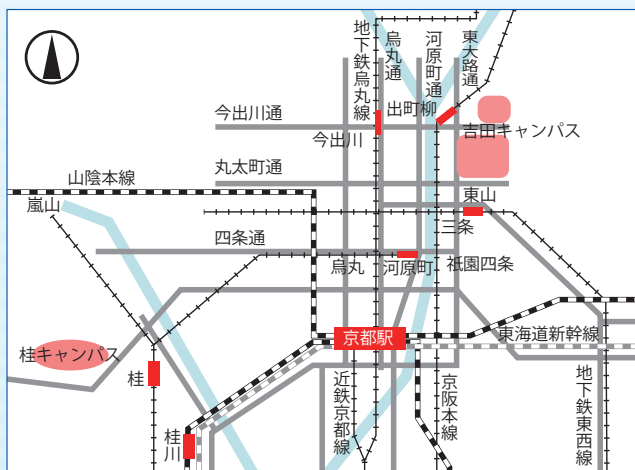 地下鉄烏丸線
烏丸通
河原町通
東大路通
今出川通
出町柳
今出川
吉田キャンパス
丸太町通
山陰本線
嵐山
東山
三条
四条通
烏丸
河原町
祇園四条
京都駅
東海道新幹線
桂キャンパス
桂
近鉄京都線
京阪本線
地下鉄東西線
桂川